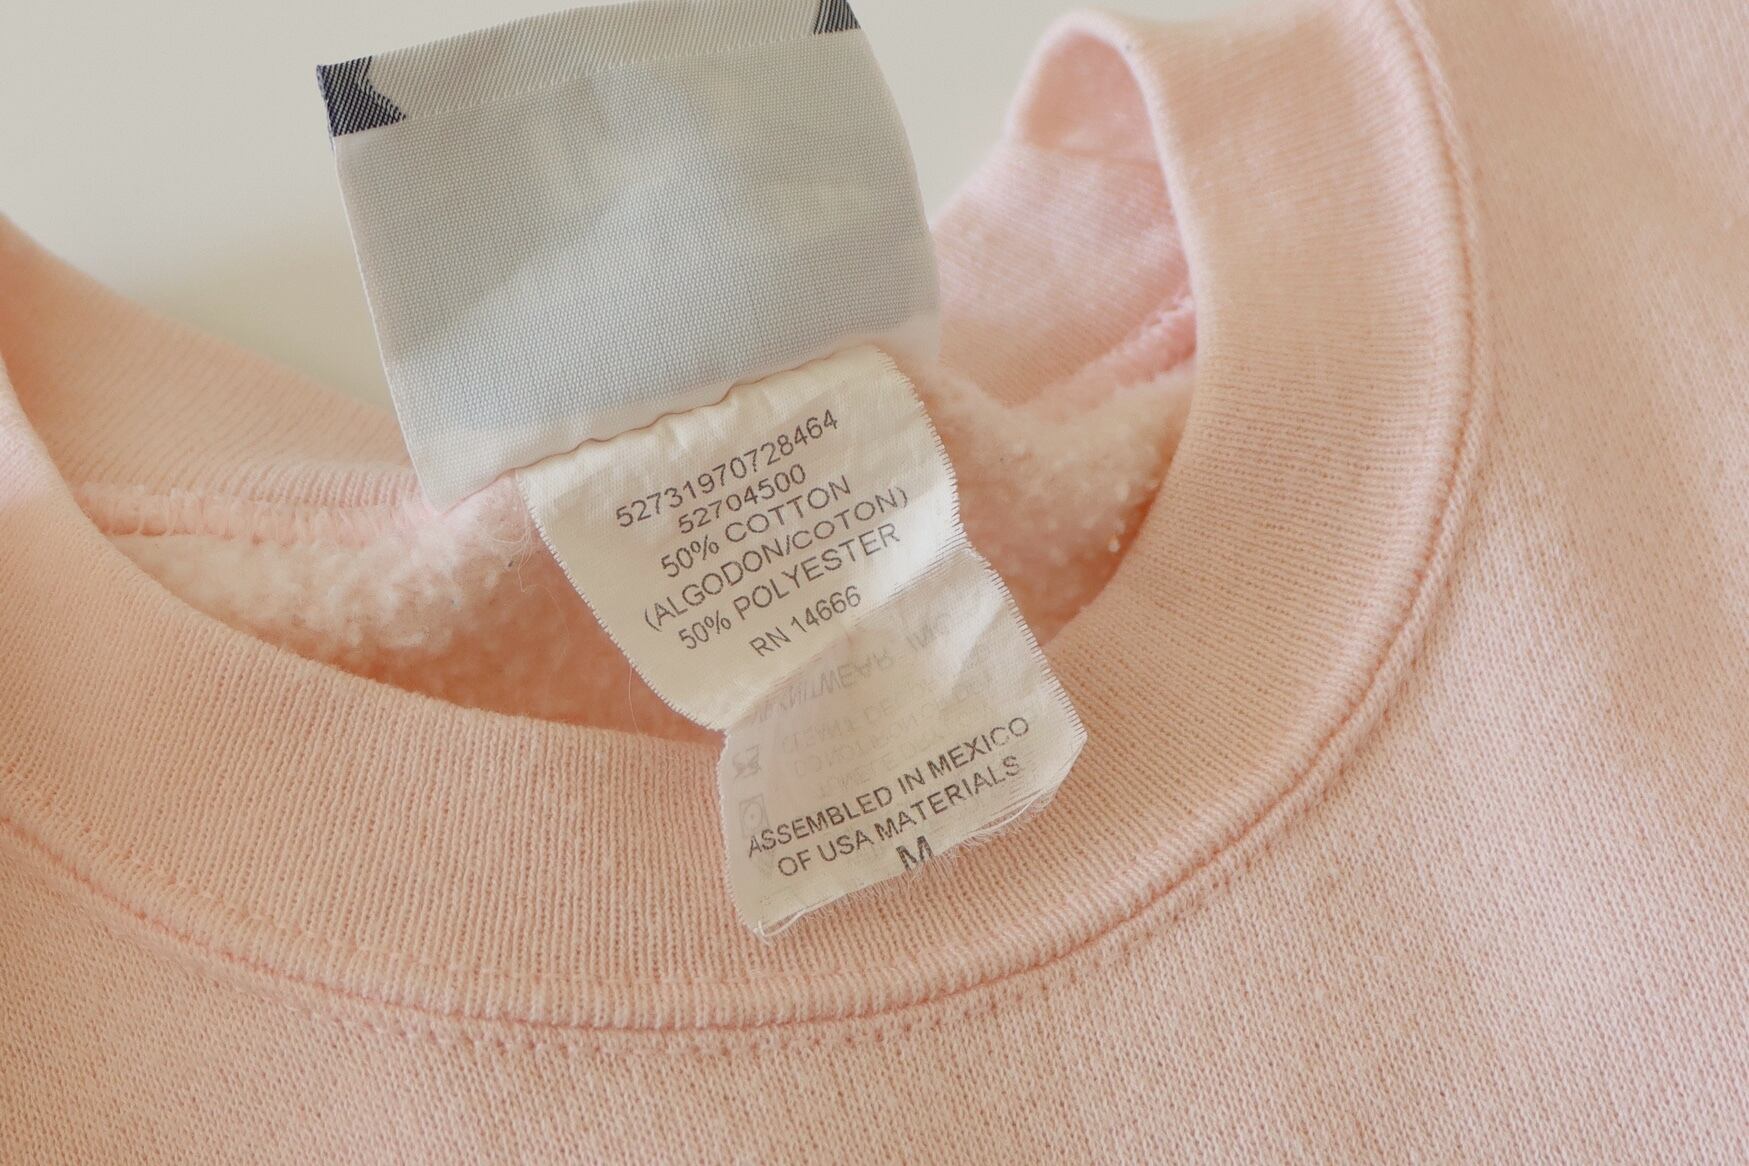 52731970728464
52704500
50% COTTON
(ALGODON/COTON)
50% POLYESTER
RN 14666
ASSEMBLED IN MEXICO
OF USA MATERIALS
M